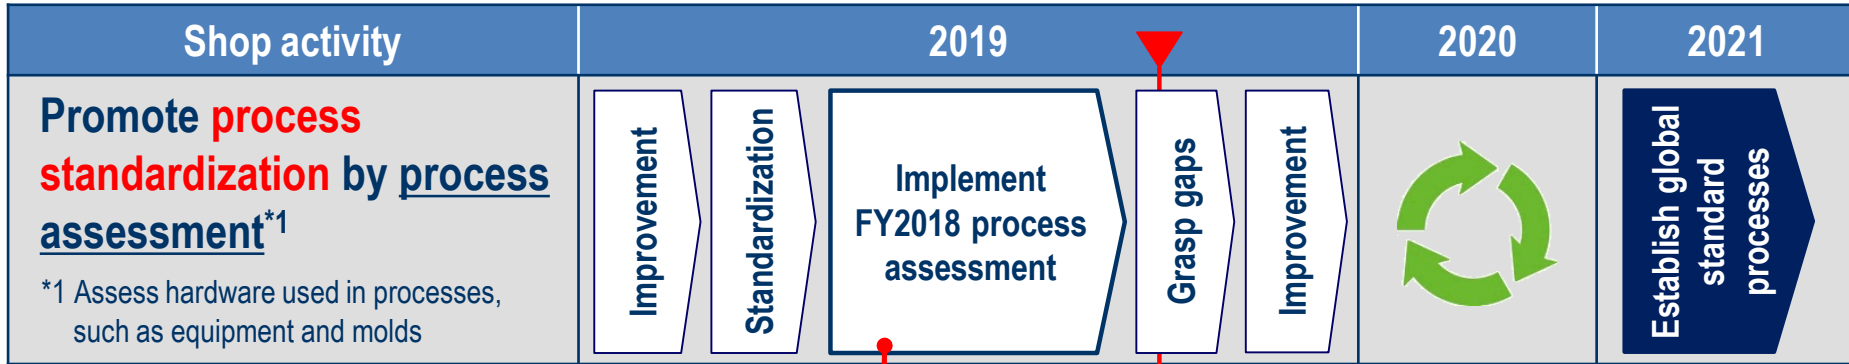 Shop activity
2019
2020
2021
Promote process
standardization by process
assessment*1
*1 Assess hardware used in processes,
such as equipment and molds
Improvement
Standardization
Implement
FY2018 process
assessment
Grasp gaps
Improvement
Establish global
standard
processes